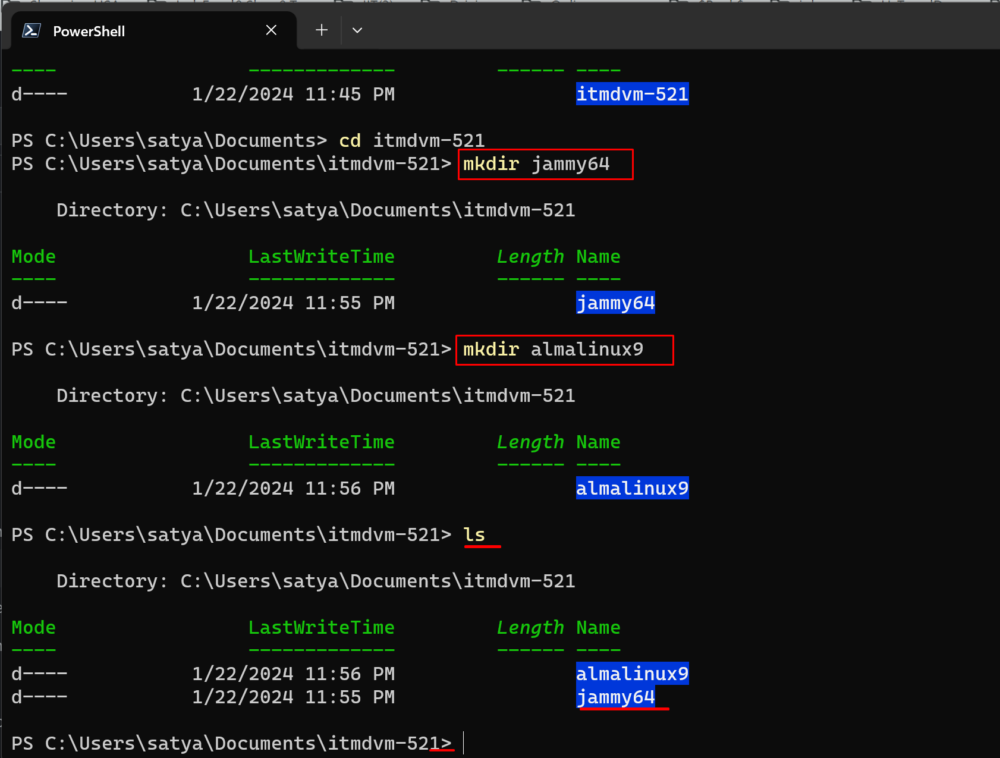 PowerShell
---- ------------- ------ ----
d---- 1/22/2024 11:45 PM itmdvm-521
PS C:\Users\satya\Documents> cd itmdvm-521
PS C:\Users\satya\Documents\itmdvm-521> mkdir jammy64
Directory: C:\Users\satya\Documents\itmdvm-521
Mode LastWriteTime Length Name
---- ------------- ------ ----
d---- 1/22/2024 11:55 PM jammy64
PS C:\Users\satya\Documents\itmdvm-521> mkdir almalinux9
Directory: C:\Users\satya\Documents\itmdvm-521
Mode LastWriteTime Length Name
---- ------------- ------ ----
d---- 1/22/2024 11:56 PM almalinux9
PS C:\Users\satya\Documents\itmdvm-521> ls
Directory: C:\Users\satya\Documents\itmdvm-521
Mode LastWriteTime Length Name
---- ------------- ------ ----
d---- 1/22/2024 11:56 PM almalinux9
d---- 1/22/2024 11:55 PM jammy64
PS C:\Users\satya\Documents\itmdvm-521>